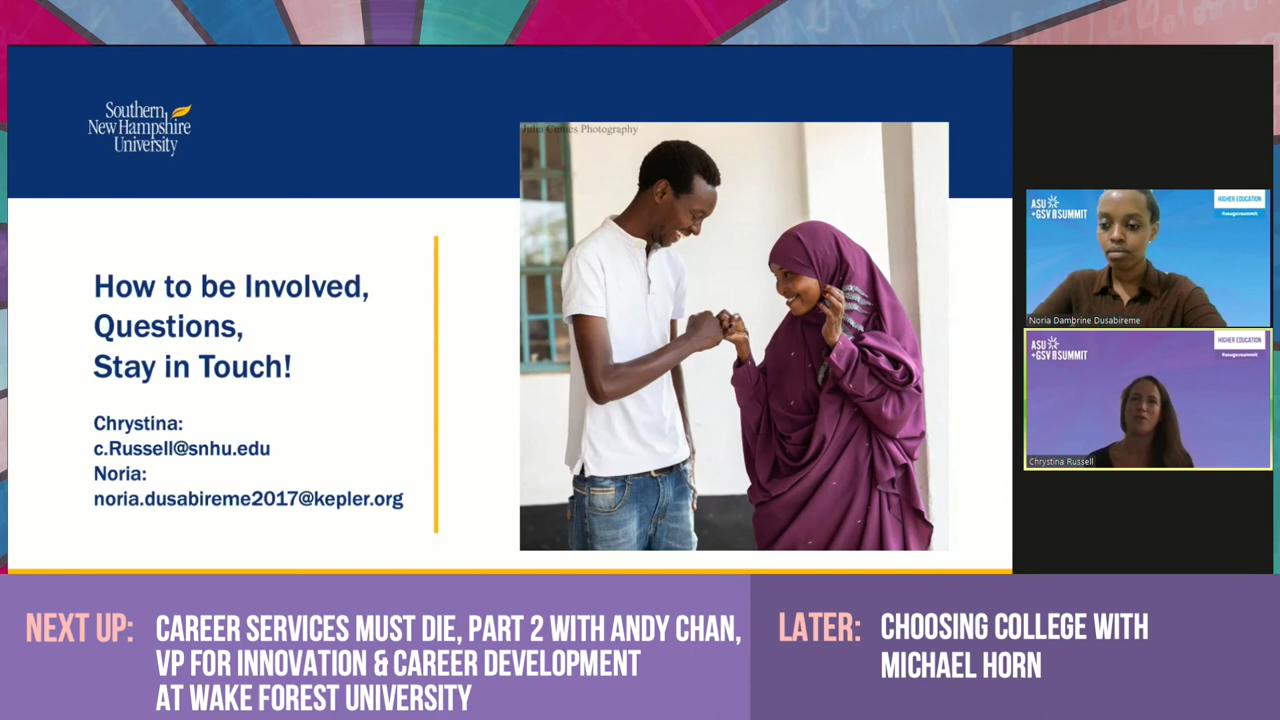 Southern
New Hampshire
University
Julia Cumes Photography
How to be Involved,
Questions,
Stay in Touch!
Chrystina:
c.Russell@snhu.edu
Noria:
noria.dusabireme2017@kepler.org
ASU
+GSV SUMMIT
HIGHER EDUCATION
#asugsvsummit
Noria Dambrine Dusabireme
ASU
+GSV SUMMIT
HIGHER EDUCATION
#asugsvsummit
Chrystina Russell
NEXT UP:
CAREER SERVICES MUST DIE, PART 2 WITH ANDY CHAN,
VP FOR INNOVATION & CAREER DEVELOPMENT
AT WAKE FOREST UNIVERSITY
LATER:
CHOOSING COLLEGE WITH
MICHAEL HORN